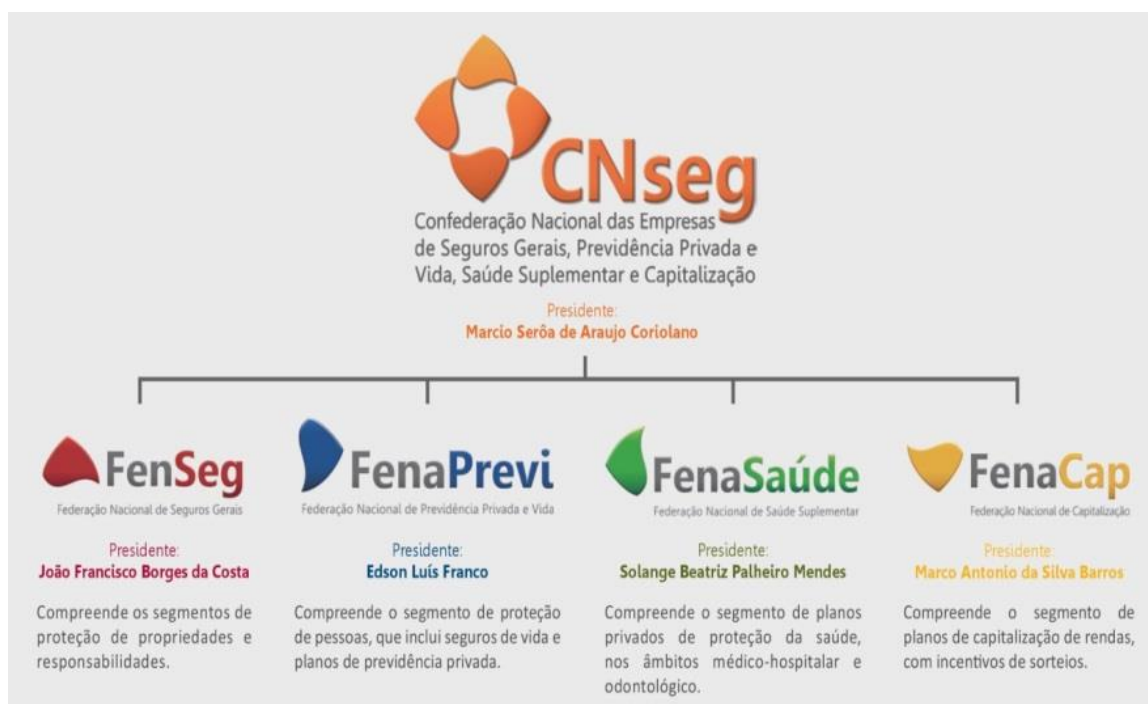 CNseg
Confederação Nacional das Empresas
de Seguros Gerais, Previdência Privada e
Vida, Saúde Suplementar e Capitalização
Presidente:
Marcio Serôa de Araujo Coriolano
FenSeg
Federação Nacional de Seguros Gerais
Presidente:
João Francisco Borges da Costa
Compreende os segmentos de
proteção de propriedades e
responsabilidades.
FenaPrevi
Federação Nacional de Previdência Privada e Vida
Presidente:
Edson Luís Franco
Compreende o segmento de proteção
de pessoas, que inclui seguros de vida e
planos de previdência privada.
FenaSaúde
Federação Nacional de Saúde Suplementar
Presidente:
Solange Beatriz Palheiro Mendes
Compreende o segmento de planos
privados de proteção da saúde,
nos âmbitos médico-hospitalar e
odontológico.
FenaCap
Federação Nacional de Capitalização
Presidente:
Marco Antonio da Silva Barros
Compreende o segmento de
planos de capitalização de rendas,
com incentivos de sorteios.